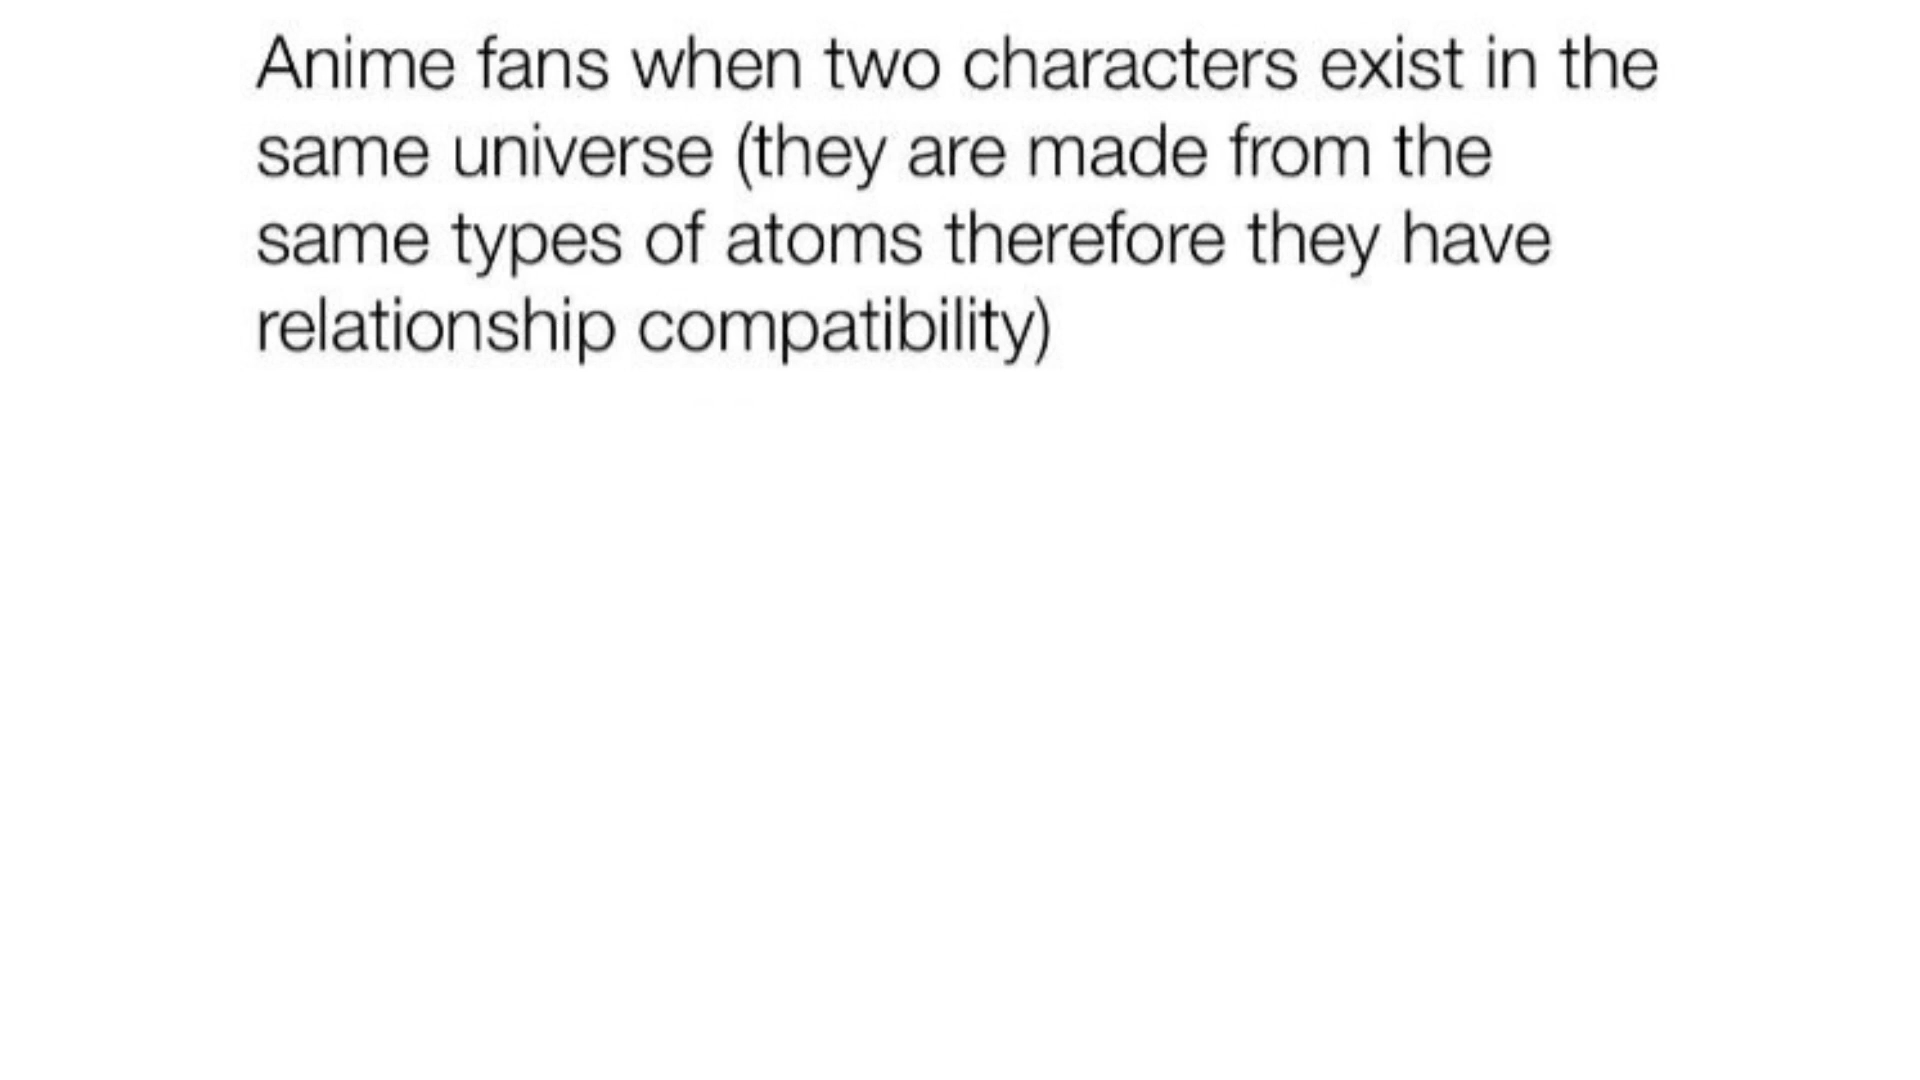 Anime fans when two characters exist in the
same universe (they are made from the
same types of atoms therefore they have
relationship compatibility)